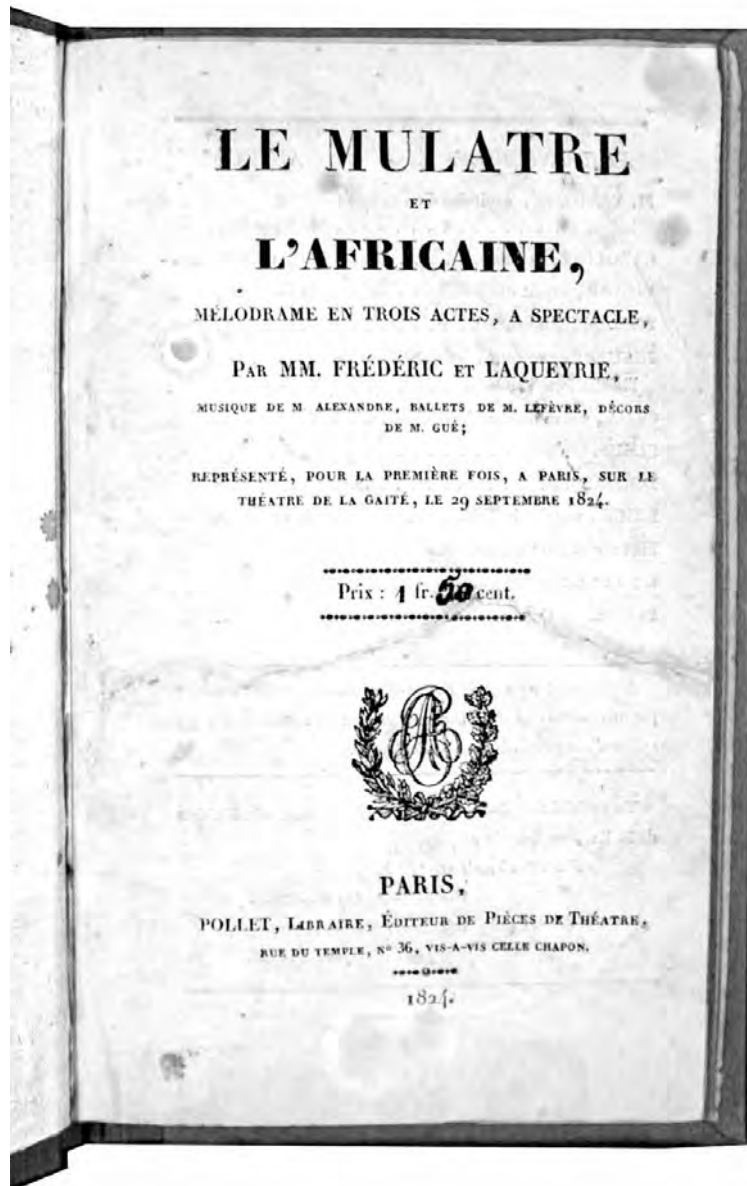 LE MULATRE
ET
L'AFRICAINE,
MÉLODRAME EN TROIS ACTES, A SPECTACLE,
PAR MM. FRÉDÉRIC ET LAQUEYRIE,
MUSIQUE DE M ALEXANDRE, BALLETS DE M. LEFÈVRE, DÉCORS
DE M. GUÉ;
REPRÉSENTÉ, POUR LA PREMIÈRE FOIS, A PARIS, SUR LE
THÉATRE DE LA GAITÉ, LE 29 SEPTEMBRE 1824.
Prix : 1 fr. 50 cent.
PARIS,
POLLET, LIBRAIRE, ÉDITEUR DE PIÈCES DE THÉATRE,
RUE DU TEMPLE, N° 36, VIS-A-VIS CELLE CHAPON.
1824.